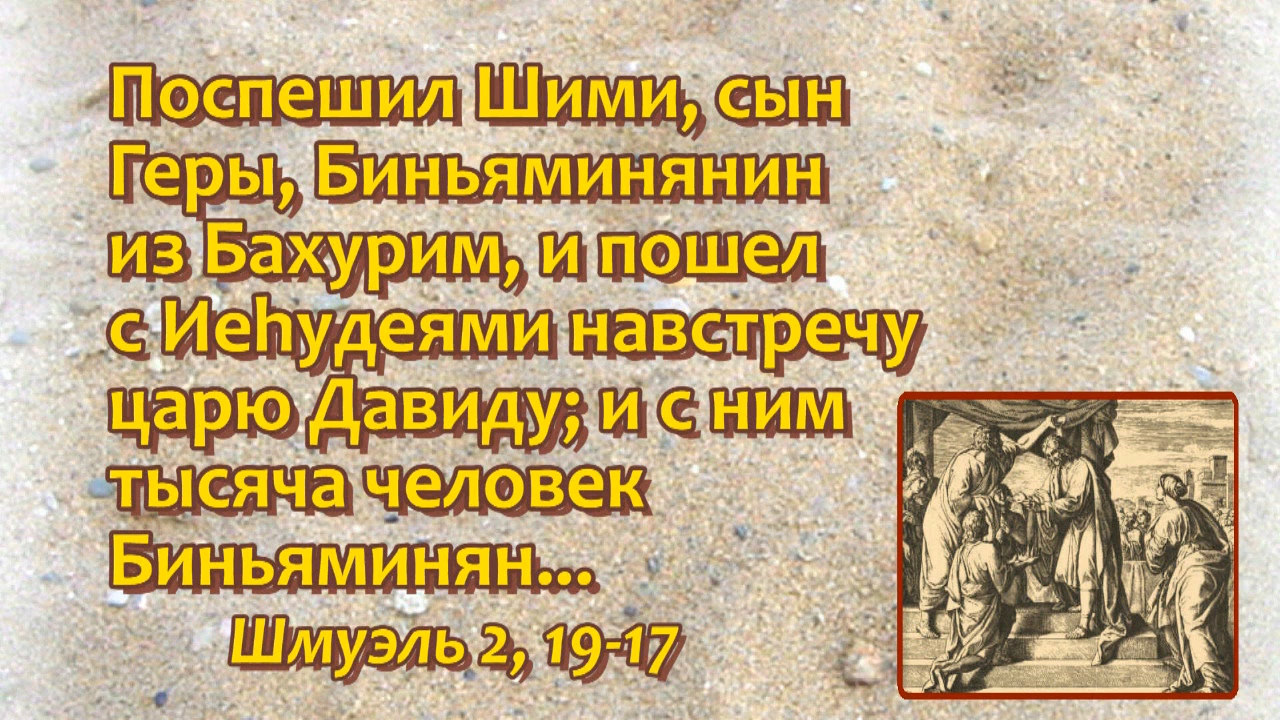 Поспешил Шими, сын
Геры, Биньяминянин
из Бахурим, и пошел
с Иеhудеями навстречу
царю Давиду; и с ним
тысяча человек
Биньяминян...
Шмуэль 2, 19-17